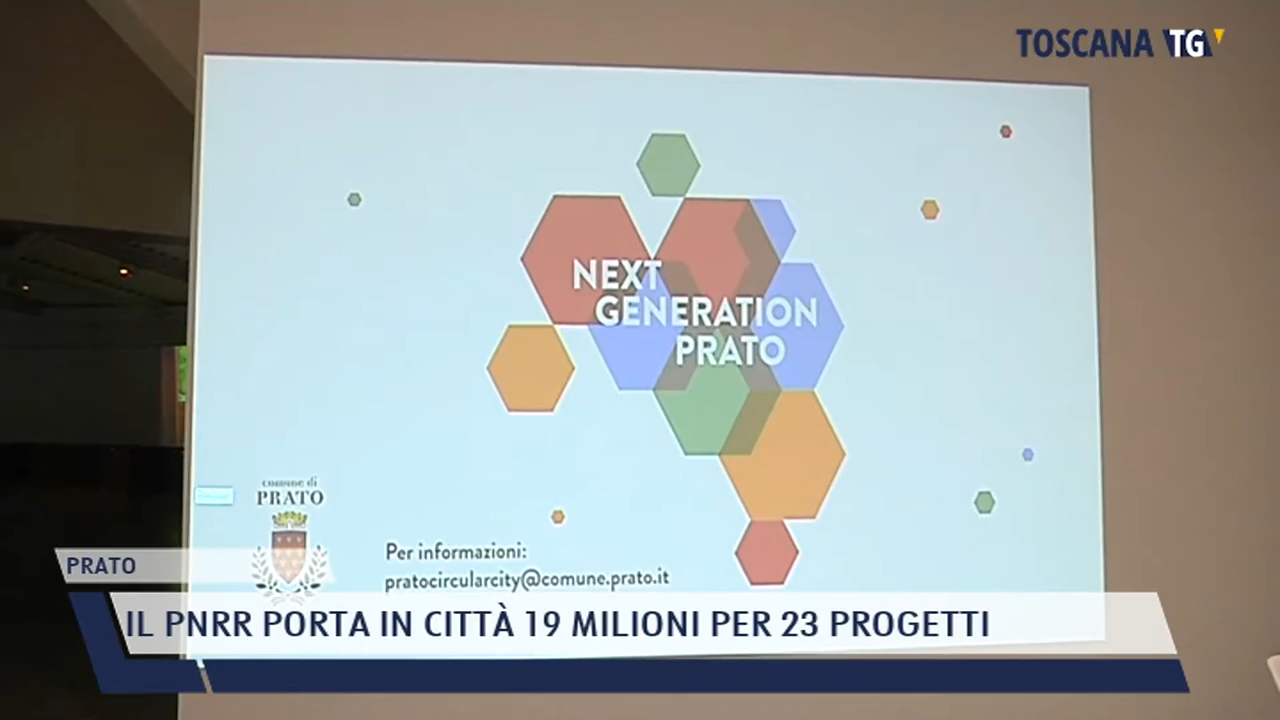 TOSCANA TG
NEXT
GENERATION
PRATO
comune di
PRATO
Per informazioni:
pratocircularcity@comune.prato.it
PRATO
IL PNRR PORTA IN CITTÀ 19 MILIONI PER 23 PROGETTI